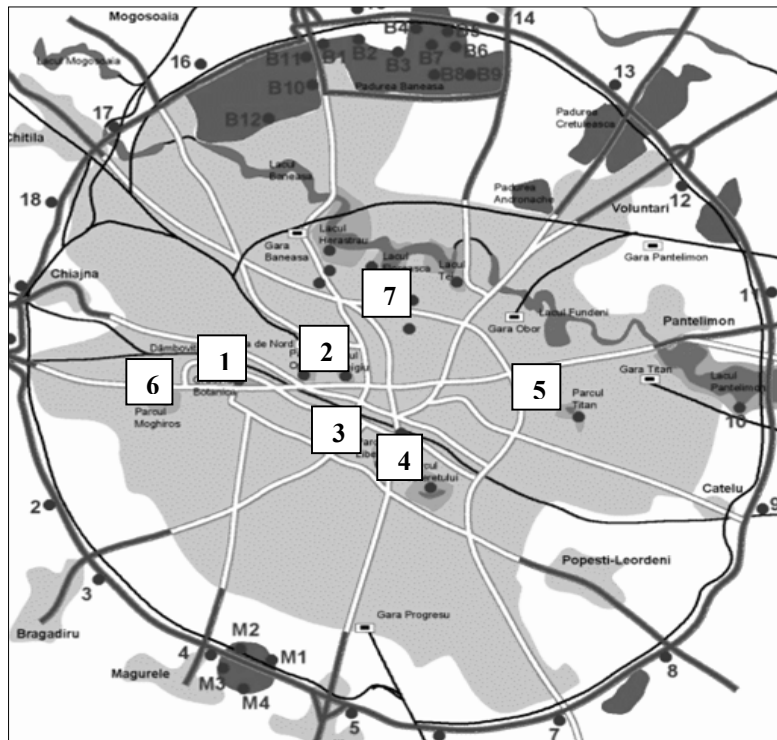 Mogosoaia
14
B4
B2
B1
B11
B3
B7
B6
B8
B9
B10
B12
16
Lacul Mogosoaia
Padurea Baneasa
13
17
Chitila
Padurea
Cretuleasca
Lacul
Baneasa
18
Padurea
Andronache
12
Voluntari
Gara
Baneasa
Lacul
Herastrau
Lacul
Lacul
Tei
Gara Pantelimon
Chiajna
7
Lacul Fundeni
Gara Obor
Pantelimon
1
2
de Nord
6
5
Gara Titan
Lacul
Pantelimon
Parcul
Moghiros
Parcul
Titan
10
3
4
2
Catelu
9
3
Popesti-Leordeni
Bragadiru
Gara Progresu
4
M2
M1
M3
M4
Magurele
8
5
7